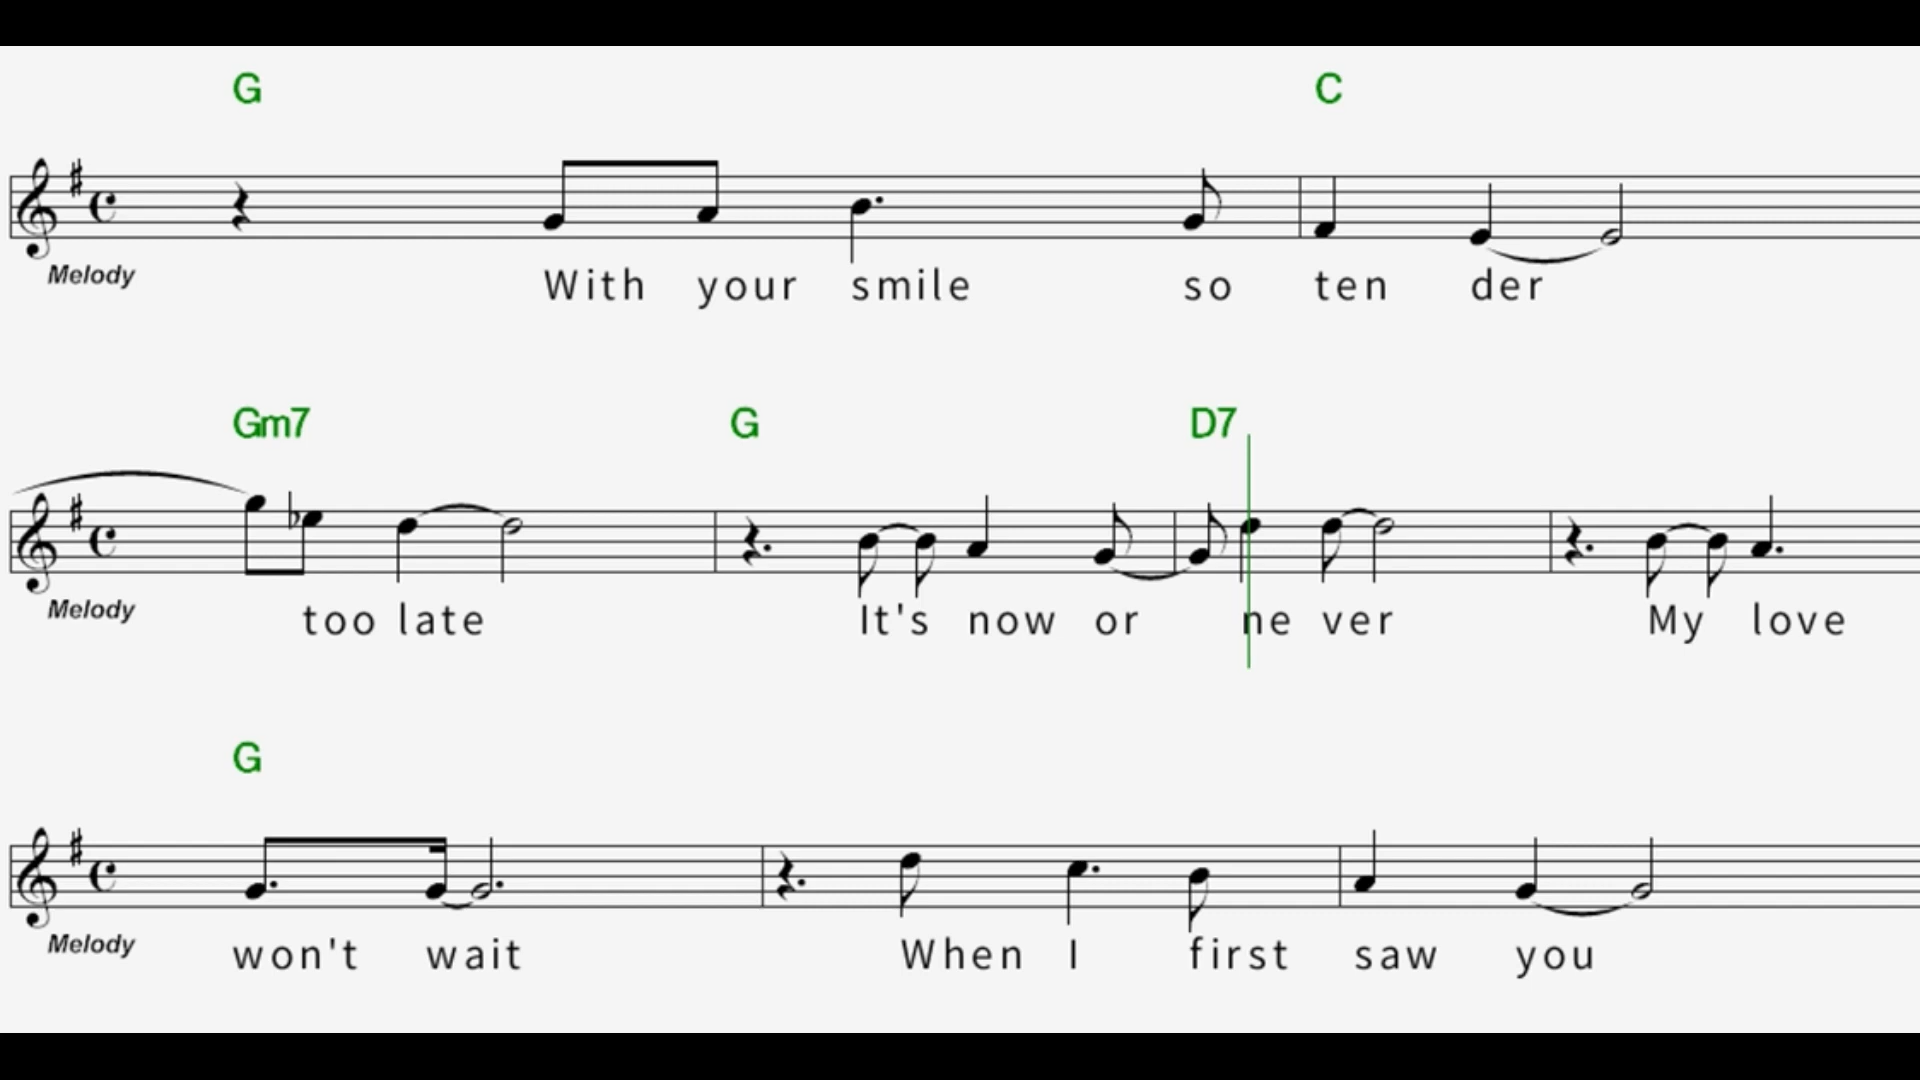 G C
Melody
With your smile so ten der
Gm7 G D7
Melody
too late It's now or ne ver My love
G
Melody
won't wait When I first saw you